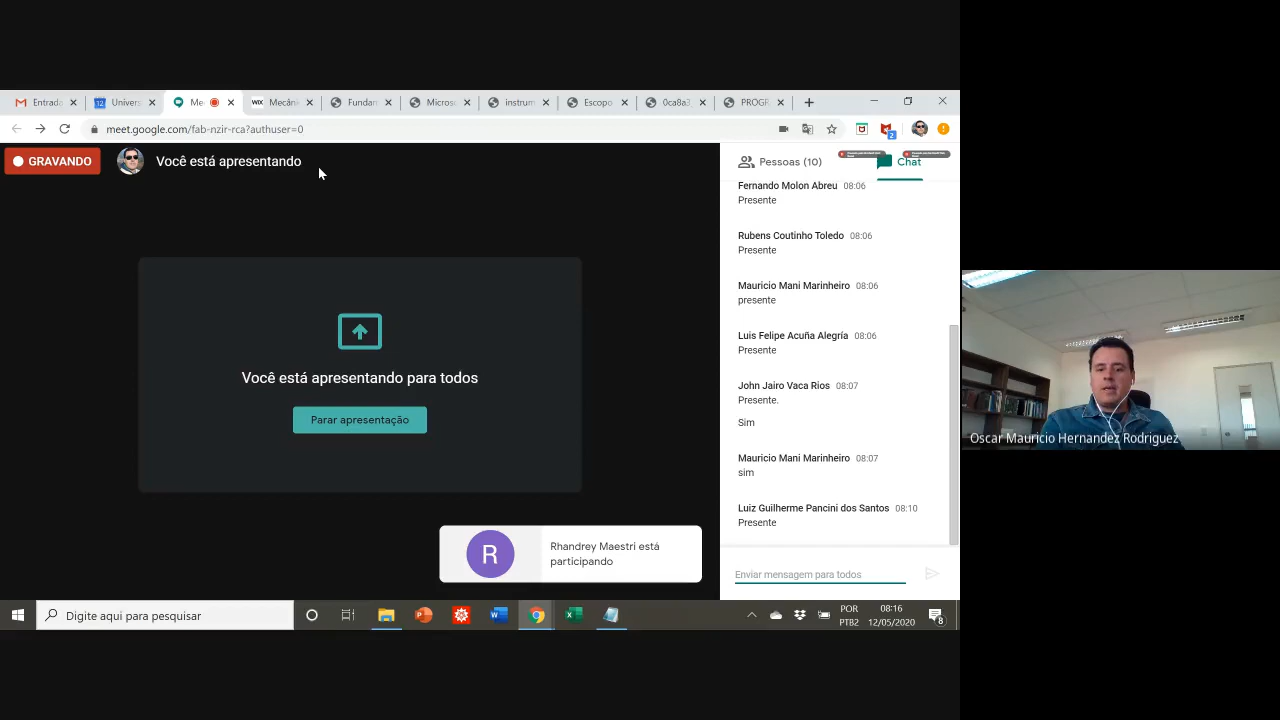 Entrada
12
Univers
Me
WIX
Mecân
Fundan
Micros
instrum
Escopo
0ca8a3
PROGR
meet.google.com/fab-nzir-rca?authuser=0
2
GRAVANDO
Você está apresentando
Pessoas (10)
Chat
Fernando Molon Abreu 08:06
Presente
Rubens Coutinho Toledo 08:06
Presente
Mauricio Mani Marinheiro 08:06
presente
Luis Felipe Acuña Alegría 08:06
Presente
John Jairo Vaca Rios 08:07
Presente.
Sim
Mauricio Mani Marinheiro 08:07
sim
Luiz Guilherme Pancini dos Santos 08:10
Presente
Enviar mensagem para todos
Você está apresentando para todos
Parar apresentação
R
Rhandrey Maestri está
participando
Oscar Mauricio Hernandez Rodriguez
Digite aqui para pesquisar
POR
PTB2
08:16
12/05/2020
8